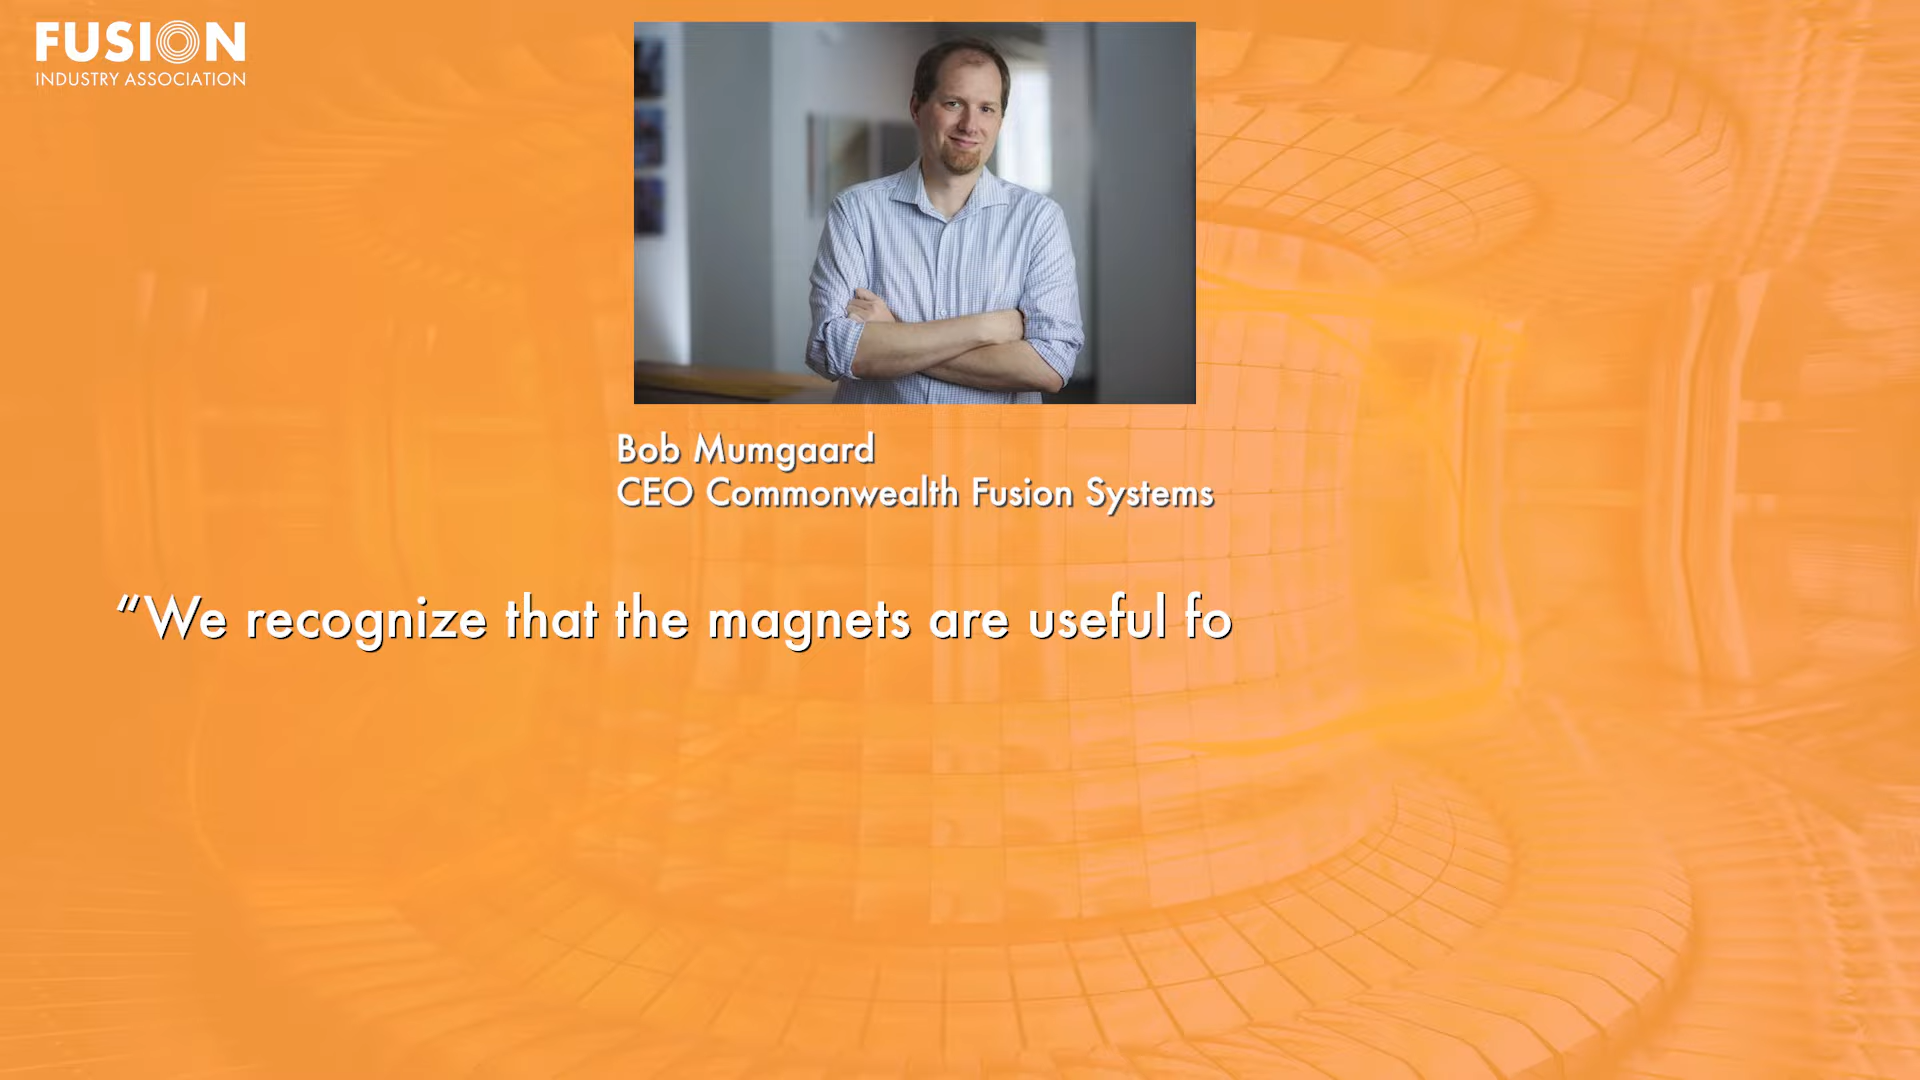 FUSION
INDUSTRY ASSOCIATION
Bob Mumgaard
CEO Commonwealth Fusion Systems
“We recognize that the magnets are useful fo